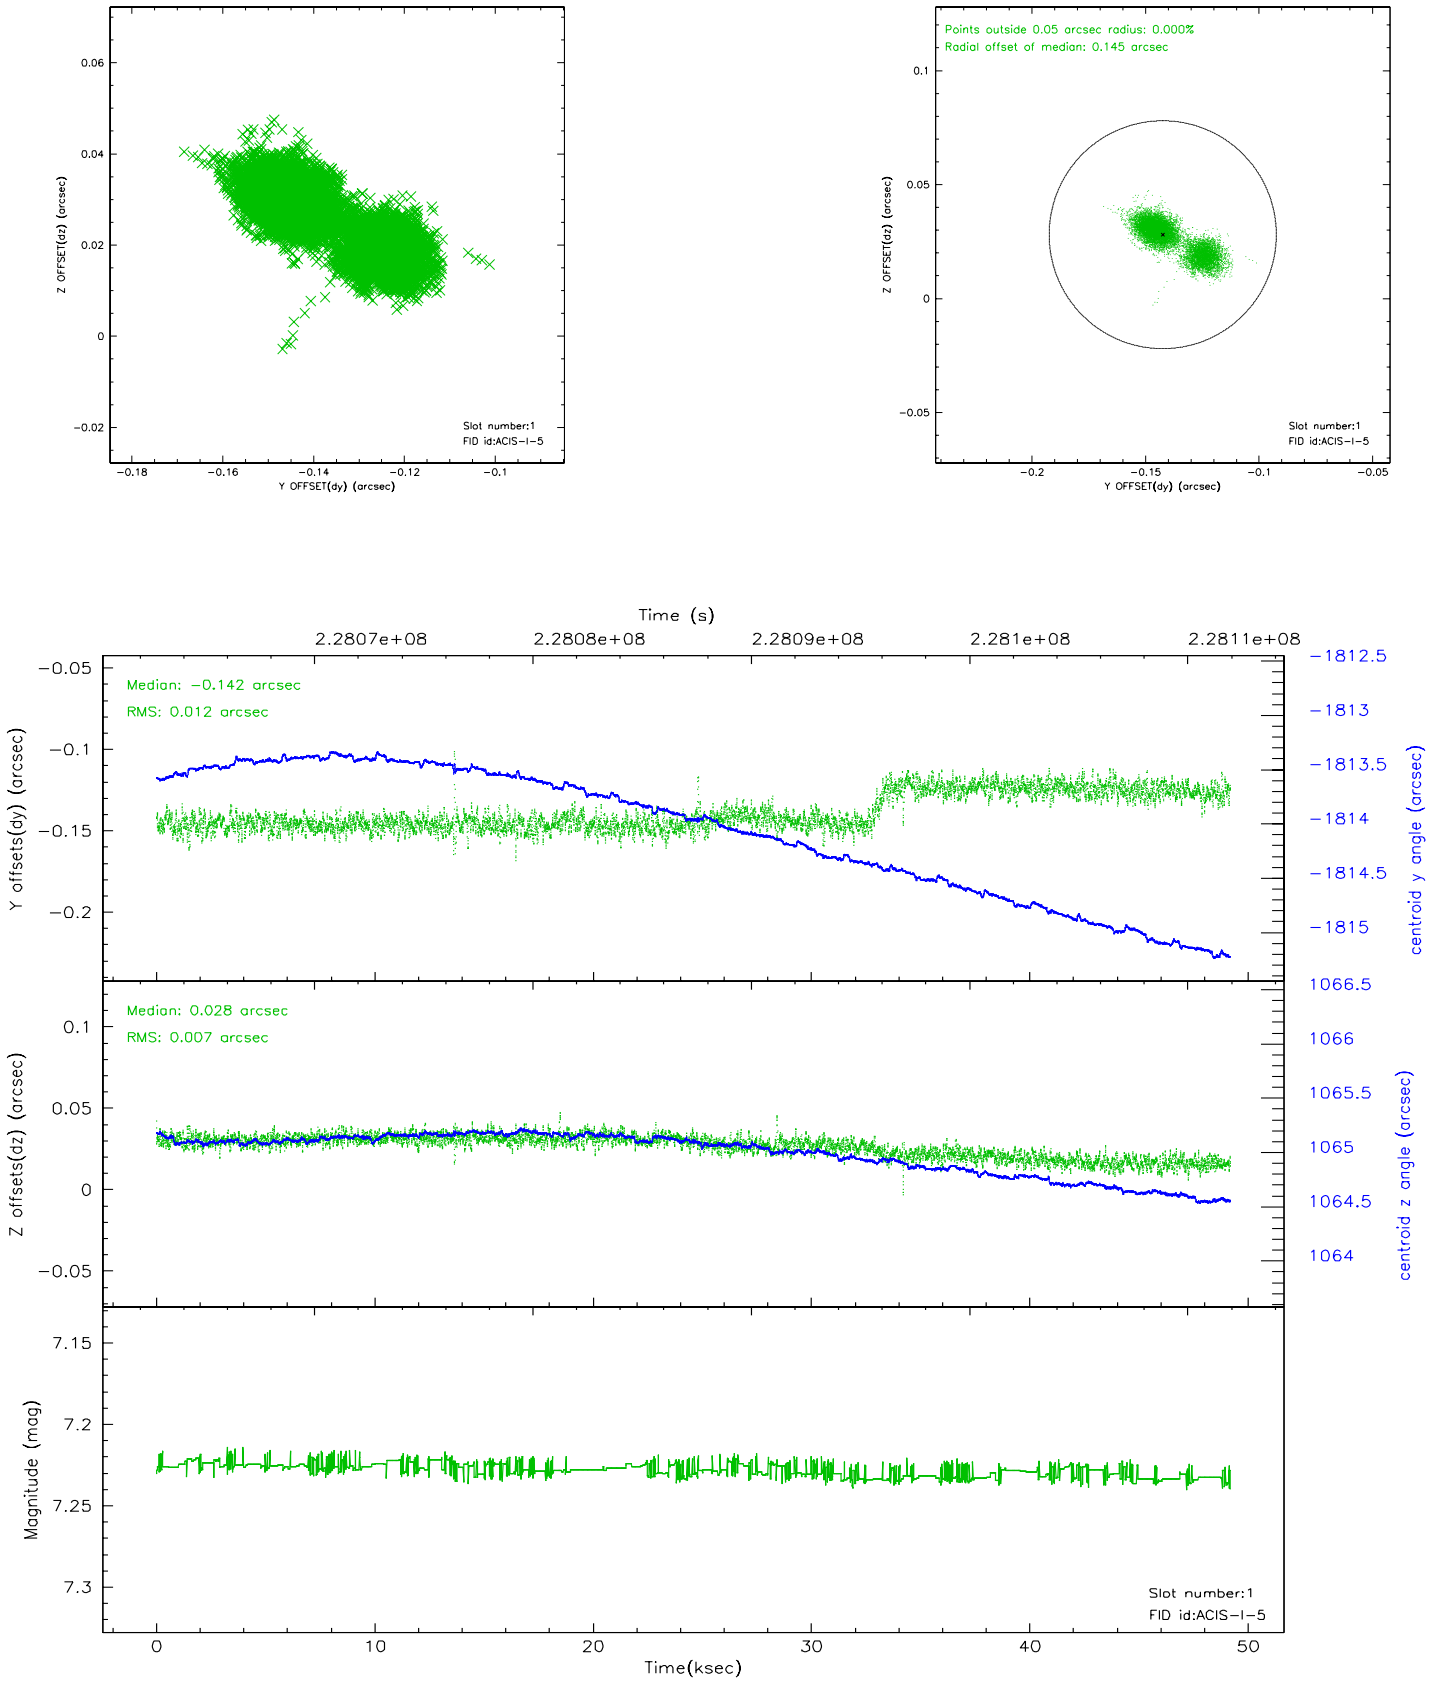 0.06
0.04
0.02
0
-0.02
Z OFFSET(dz) (arcsec)
Slot number:1
FID id:ACIS-I-5
-0.18 -0.16 -0.14 -0.12 -0.1
Y OFFSET(dy) (arcsec)
Points outside 0.05 arcsec radius: 0.000%
Radial offset of median: 0.145 arcsec
0.1
0.05
0
-0.05
Z OFFSET(dz) (arcsec)
Slot number:1
FID id:ACIS-I-5
-0.2 -0.15 -0.1 -0.05
Y OFFSET(dy) (arcsec)
Time (s)
2.2807e+08 2.2808e+08 2.2809e+08 2.281e+08 2.2811e+08
Median: -0.142 arcsec
RMS: 0.012 arcsec
-0.05
-0.1
-0.15
-0.2
Y offsets(dy) (arcsec)
-1812.5
-1813
-1813.5
-1814
-1814.5
-1815
centroid y angle (arcsec)
Median: 0.028 arcsec
RMS: 0.007 arcsec
0.1
0.05
0
-0.05
Z offsets(dz) (arcsec)
1066.5
1066
1065.5
1065
1064.5
1064
centroid z angle (arcsec)
7.15
7.2
7.25
7.3
Magnitude (mag)
Slot number:1
FID id:ACIS-I-5
0 10 20 30 40 50
Time(ksec)